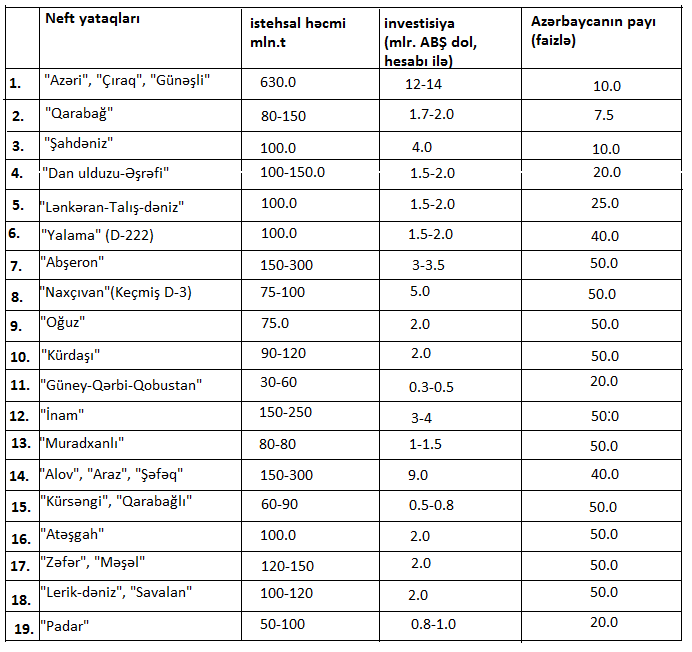 Neft yataqları istehsal həcmi mln.t investisiya (mlr. ABŞ dol, hesabı ilə) Azərbaycanın payı (faizlə)
1. "Azəri", "Çıraq", "Günəşli" 630.0 12-14 10.0
2. "Qarabağ" 80-150 1.7-2.0 7.5
3. "Şahdəniz" 100.0 4.0 10.0
4. "Dan ulduzu-Əşrəfi" 100-150.0 1.5-2.0 20.0
5. "Lənkəran-Talış-dəniz" 100.0 1.5-2.0 25.0
6. "Yalama" (D-222) 100.0 1.5-2.0 40.0
7. "Abşeron" 150-300 3-3.5 50.0
8. "Naxçıvan"(Keçmiş D-3) 75-100 5.0 50.0
9. "Oğuz" 75.0 2.0 50.0
10. "Kürdaşı" 90-120 2.0 50.0
11. "Güney-Qərbi-Qobustan" 30-60 0.3-0.5 20.0
12. "İnam" 150-250 3-4 50.0
13. "Muradxanlı" 80-80 1-1.5 50.0
14. "Alov", "Araz", "Şəfəq" 150-300 9.0 40.0
15. "Kürsəngi", "Qarabağlı" 60-90 0.5-0.8 50.0
16. "Atəşgah" 100.0 2.0 50.0
17. "Zəfər", "Məşəl" 120-150 2.0 50.0
18. "Lerik-dəniz", "Savalan" 100-120 2.0 50.0
19. "Padar" 50-100 0.8-1.0 20.0